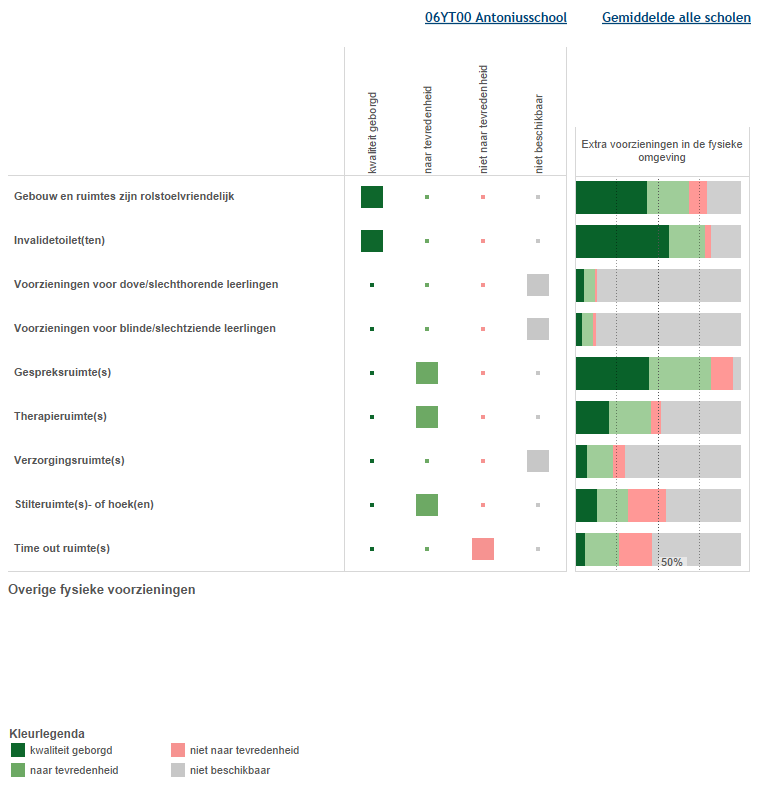 06YT00 Antoniusschool
Gemiddelde alle scholen
kwaliteit geborgd
naar tevredenheid
niet naar tevredenheid
niet beschikbaar
Extra voorzieningen in de fysieke
omgeving
Gebouw en ruimtes zijn rolstoelvriendelijk
Invalidetoilet(ten)
Voorzieningen voor dove/slechthorende leerlingen
Voorzieningen voor blinde/slechtziende leerlingen
Gespreksruimte(s)
Therapieruimte(s)
Verzorgingsruimte(s)
Stilteruimte(s)- of hoek(en)
Time out ruimte(s)
50%
Overige fysieke voorzieningen
Kleurlegenda
kwaliteit geborgd
niet naar tevredenheid
naar tevredenheid
niet beschikbaar